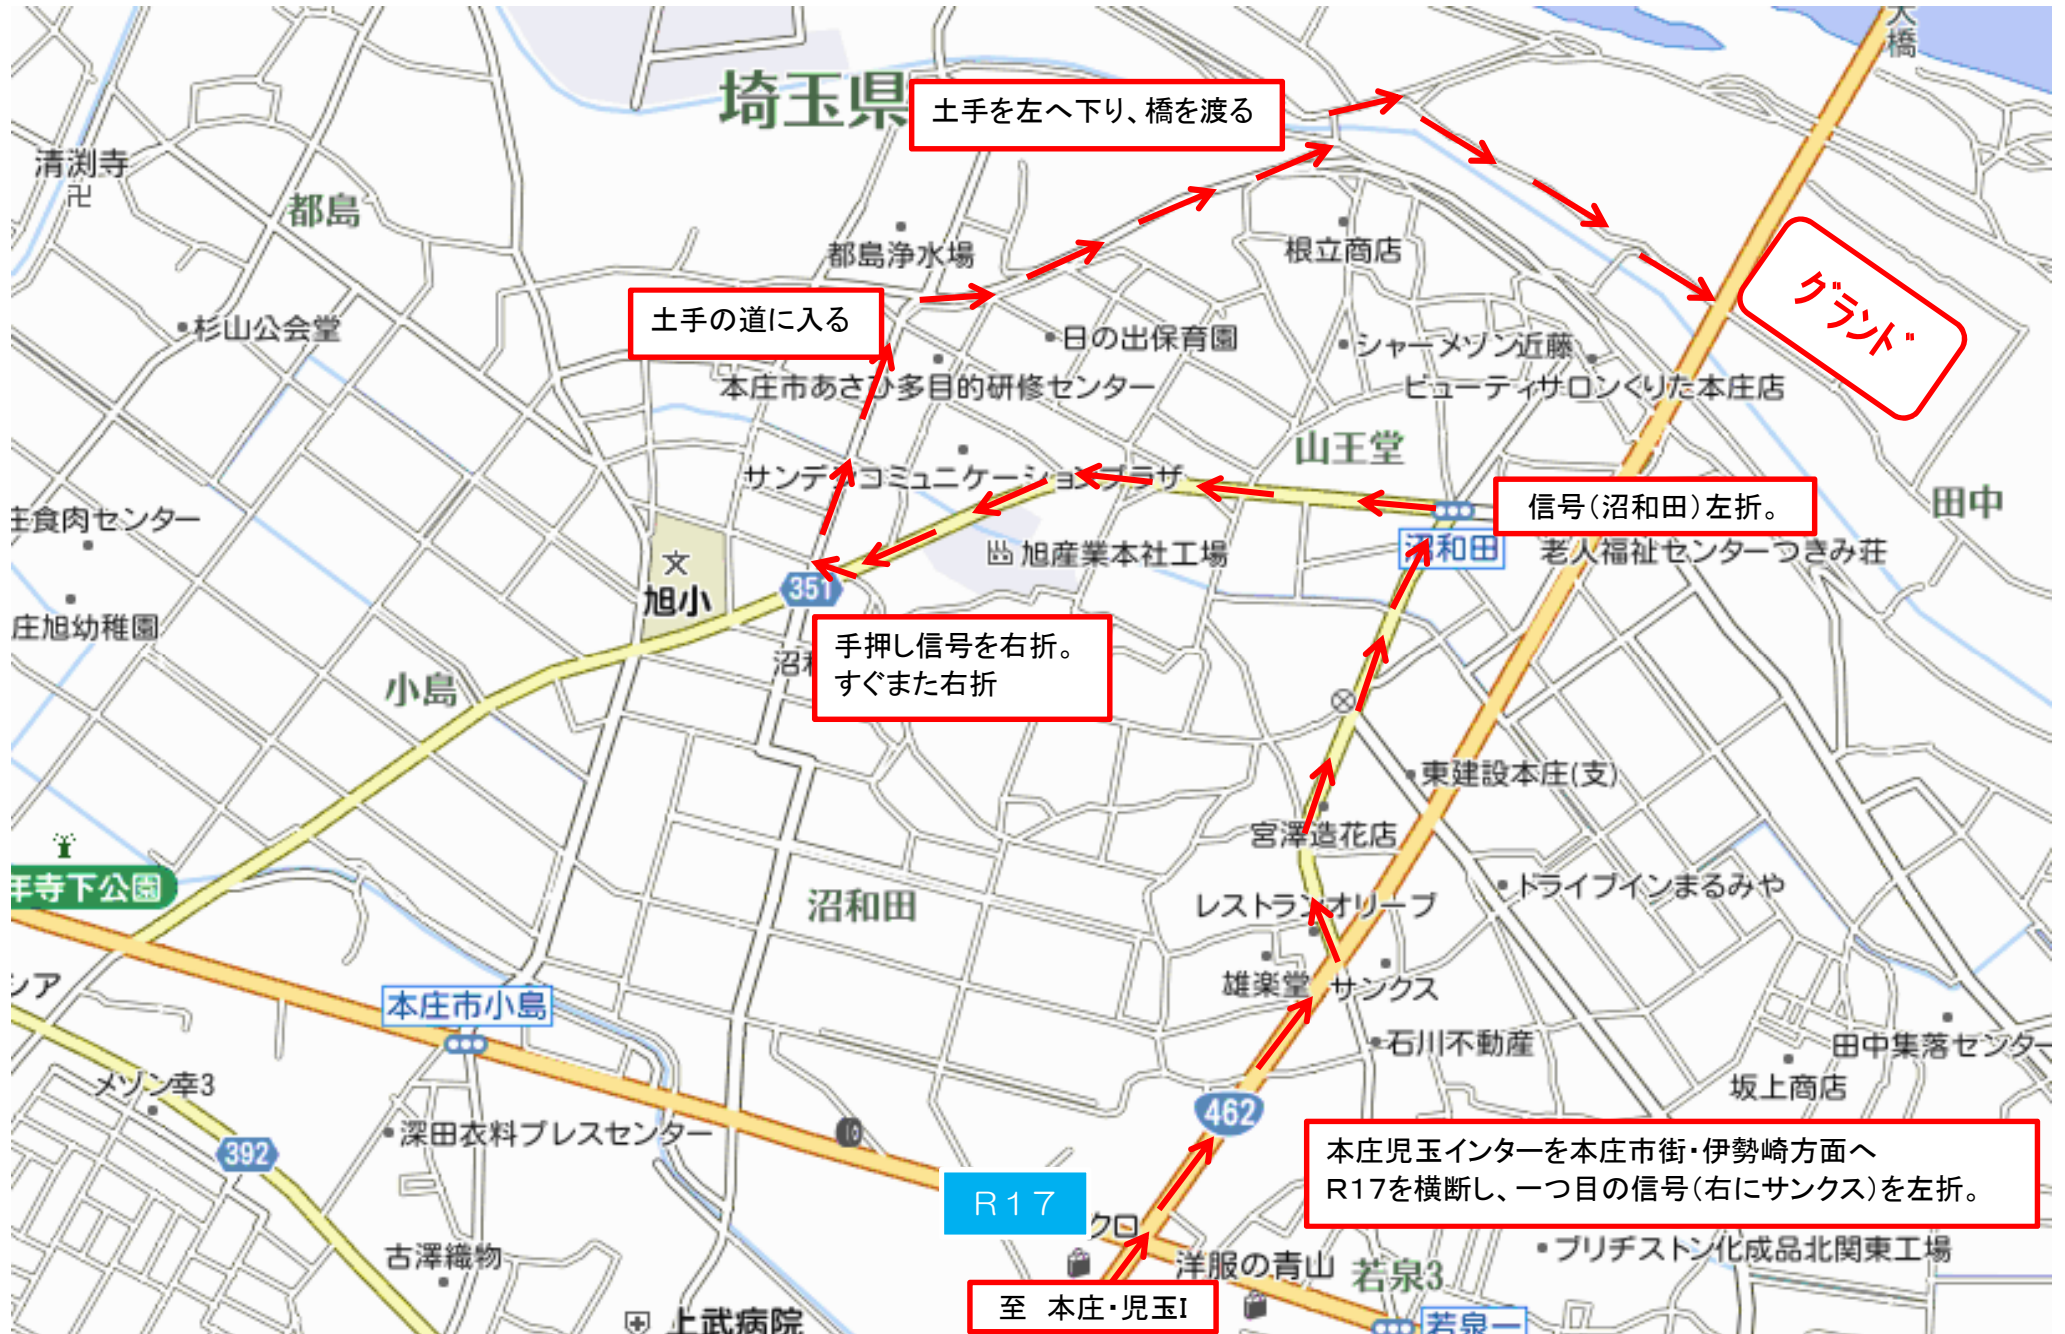 大橋
埼玉県
土手を左へ下り、橋を渡る
清渕寺
都島
都島浄水場
根立商店
グランド
土手の道に入る
杉山公会堂
日の出保育園
シャーメゾン近藤
本庄市あさひ多目的研修センター
ビューティサロンくりた本庄店
山王堂
サンデンコミュニケーションプラザ
信号(沼和田)左折。
田中
主食肉センター
文
旭小
旭産業本社工場
沼和田
老人福祉センターつきみ荘
351
庄旭幼稚園
手押し信号を右折。
すぐまた右折
沼和
小島
東建設本庄(支)
宮澤造花店
年寺下公園
沼和田
レストランオリーブ
トライブインまるみや
雄楽堂
サンクス
ンア
本庄市小島
石川不動産
田中集落センター
メゾン幸3
坂上商店
462
深田衣料プレスセンター
392
本庄児玉インターを本庄市街・伊勢崎方面へ
R17を横断し、一つ目の信号(右にサンクス)を左折。
R17
クロ
古澤織物
洋服の青山
若泉3
ブリヂストン化成品北関東工場
至 本庄・児玉I
上武病院
若泉一